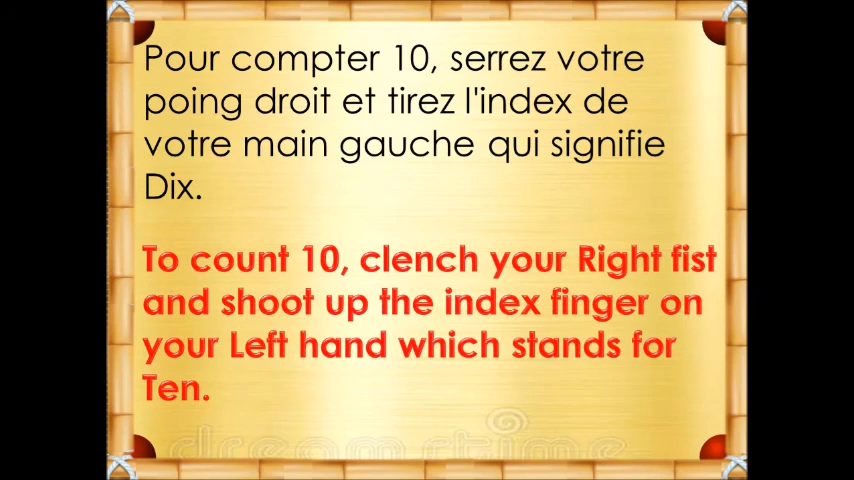 Pour compter 10, serrez votre
poing droit et tirez l'index de
votre main gauche qui signifie
Dix.
To count 10, clench your Right fist
and shoot up the index finger on
your Left hand which stands for
Ten.
dreamstime